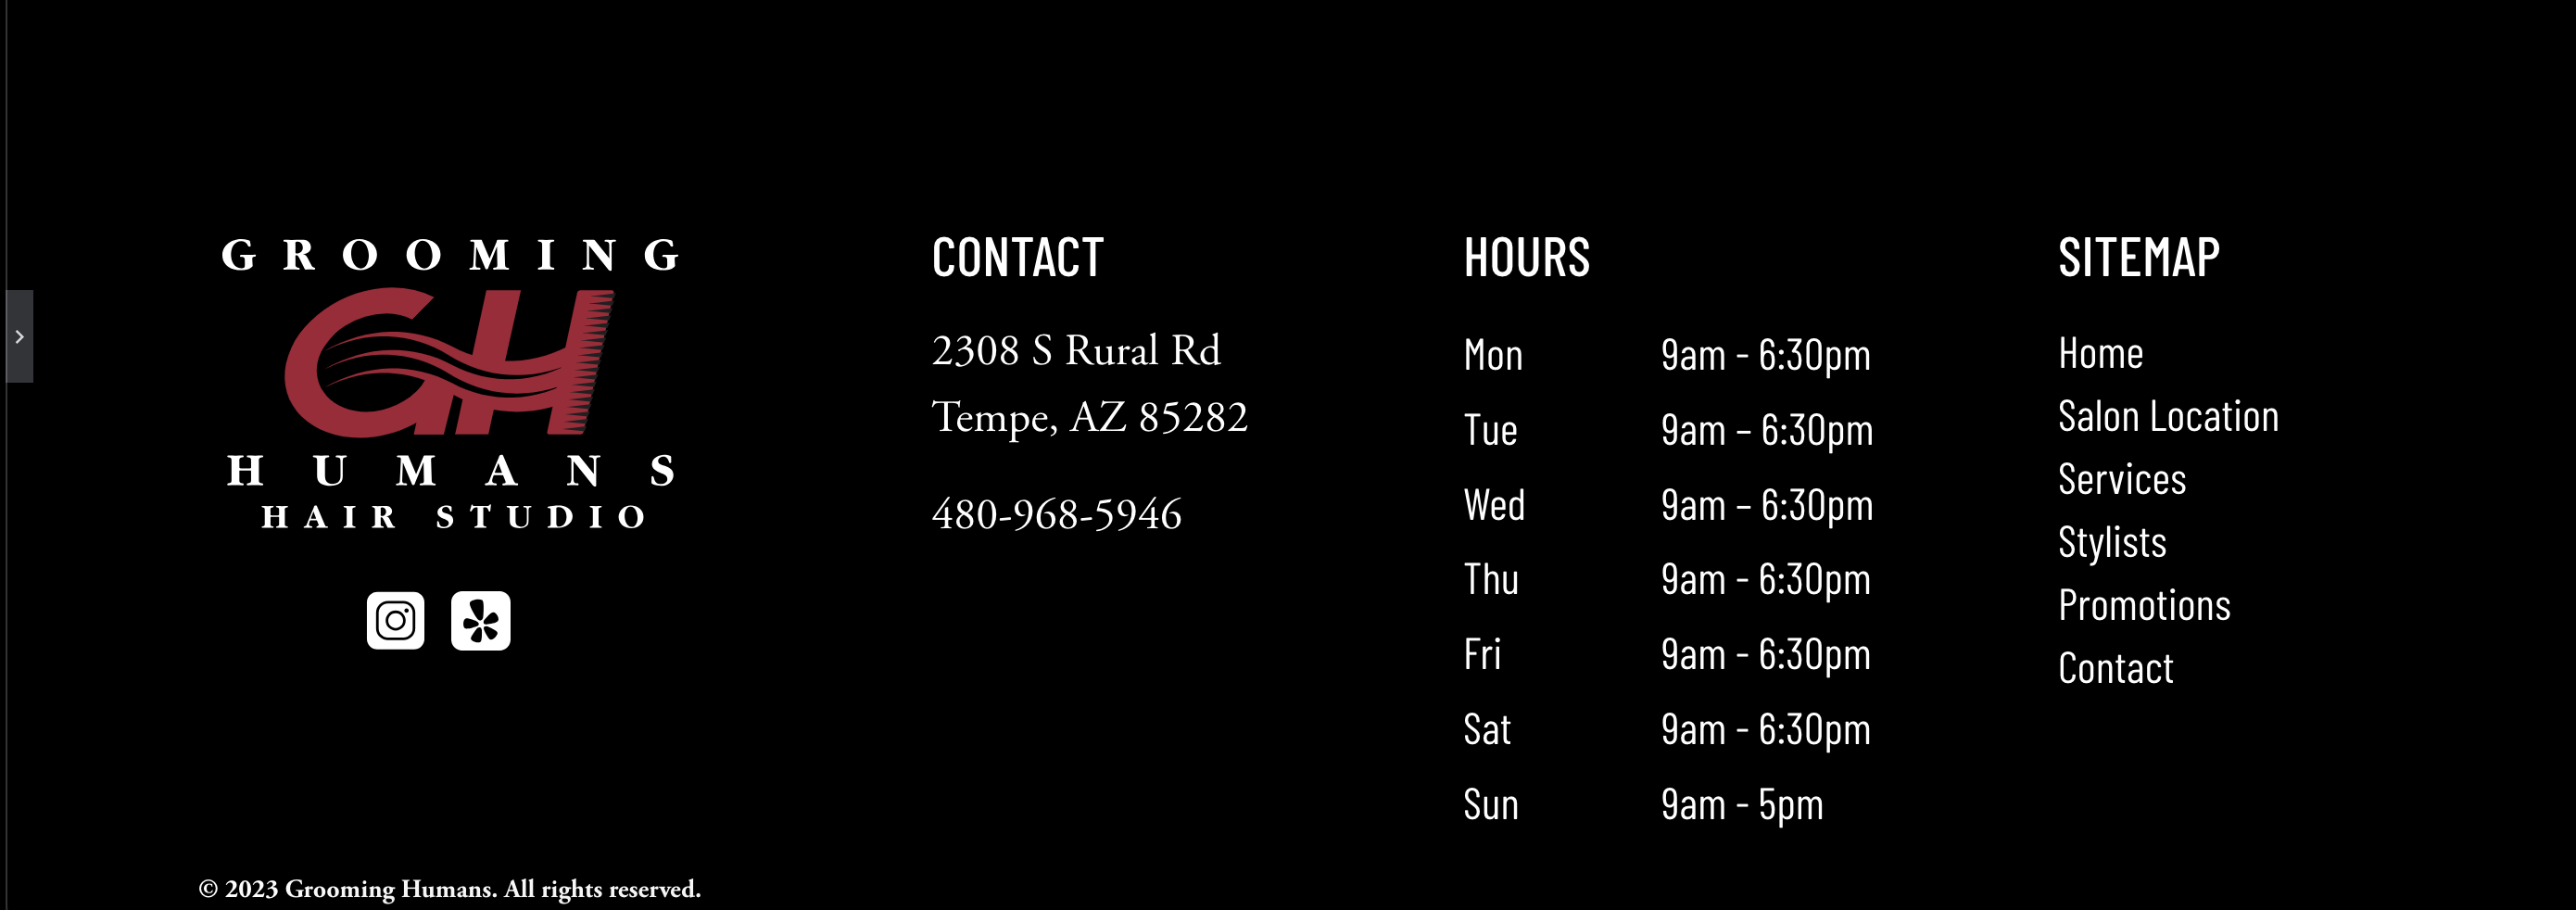 GROOMING
GH
HUMANS
HAIR STUDIO
© 2023 Grooming Humans. All rights reserved.
CONTACT
2308 S Rural Rd
Tempe, AZ 85282
480-968-5946
HOURS
Mon 9am - 6:30pm
Tue 9am – 6:30pm
Wed 9am – 6:30pm
Thu 9am - 6:30pm
Fri 9am - 6:30pm
Sat 9am - 6:30pm
Sun 9am - 5pm
SITEMAP
Home
Salon Location
Services
Stylists
Promotions
Contact